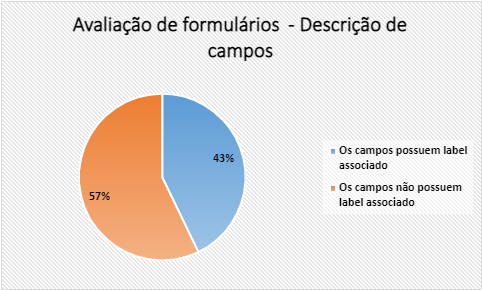 Avaliação de formulários  - Descrição de
campos
43%
57%
Os campos possuem label
associado
Os campos não possuem
label associado